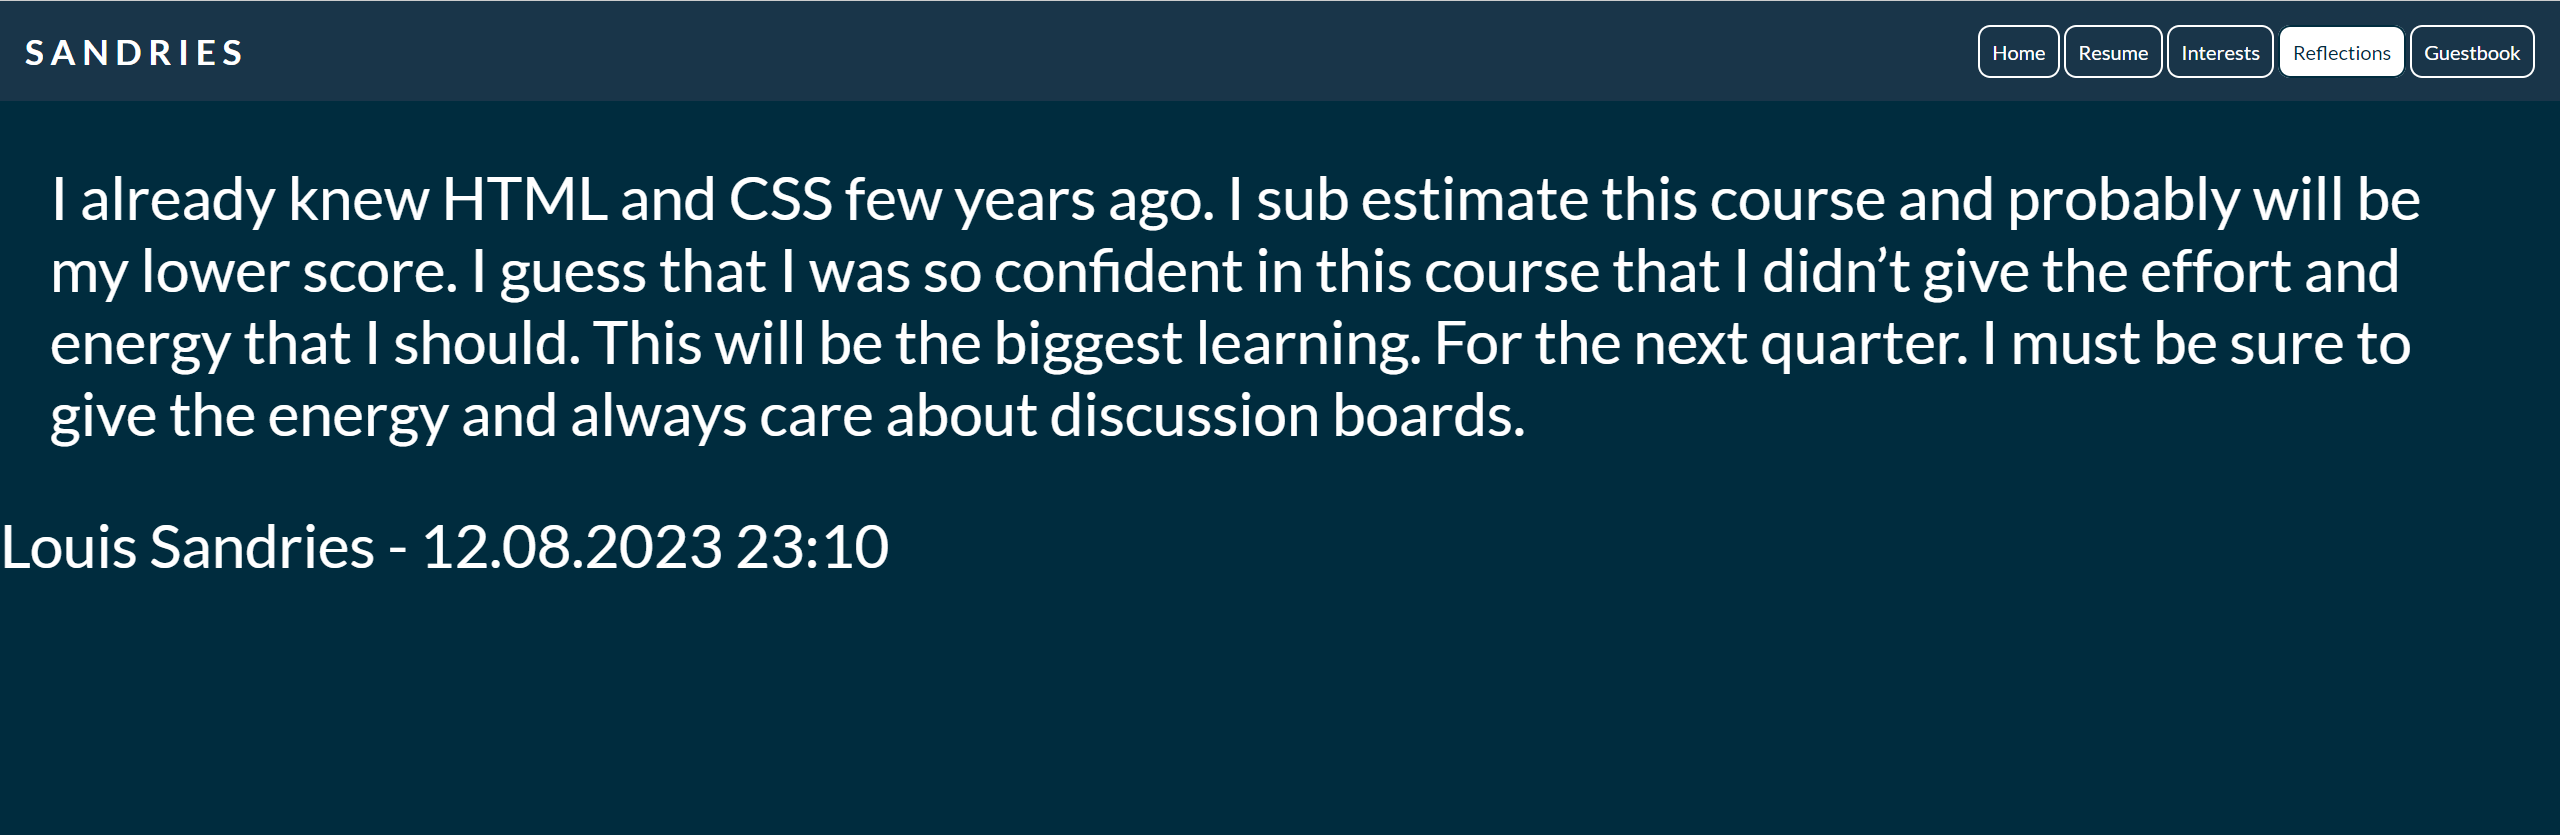 SANDRIES
Home Resume Interests Reflections Guestbook
I already knew HTML and CSS few years ago. I sub estimate this course and probably will be
my lower score. I guess that I was so confident in this course that I didn’t give the effort and
energy that I should. This will be the biggest learning. For the next quarter. I must be sure to
give the energy and always care about discussion boards.
Louis Sandries - 12.08.2023 23:10